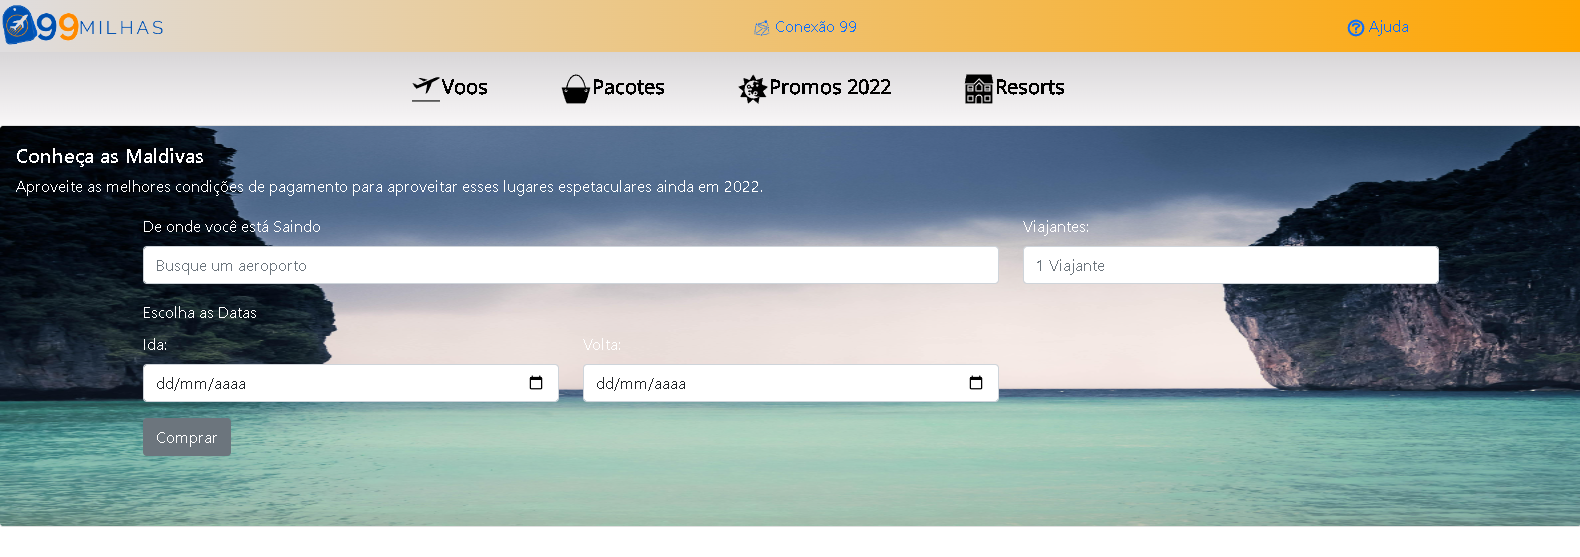 99MILHAS
Conexão 99
Ajuda
Voos
Pacotes
Promos 2022
Resorts
Conheça as Maldivas
Aproveite as melhores condições de pagamento para aproveitar esses lugares espetaculares ainda em 2022.
De onde você está Saindo
Viajantes:
Busque um aeroporto
1 Viajante
Escolha as Datas
Ida:
Volta:
dd/mm/aaaa
dd/mm/aaaa
Comprar